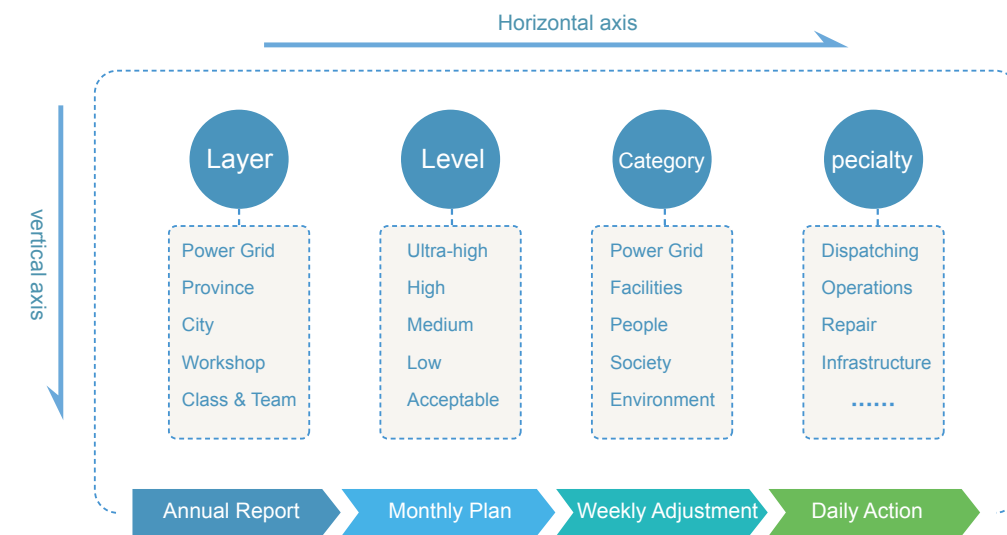 Horizontal axis
vertical axis
Layer
Power Grid
Province
City
Workshop
Class & Team
Level
Ultra-high
High
Medium
Low
Acceptable
Category
Power Grid
Facilities
People
Society
Environment
pecialty
Dispatching
Operations
Repair
Infrastructure
......
Annual Report
Monthly Plan
Weekly Adjustment
Daily Action